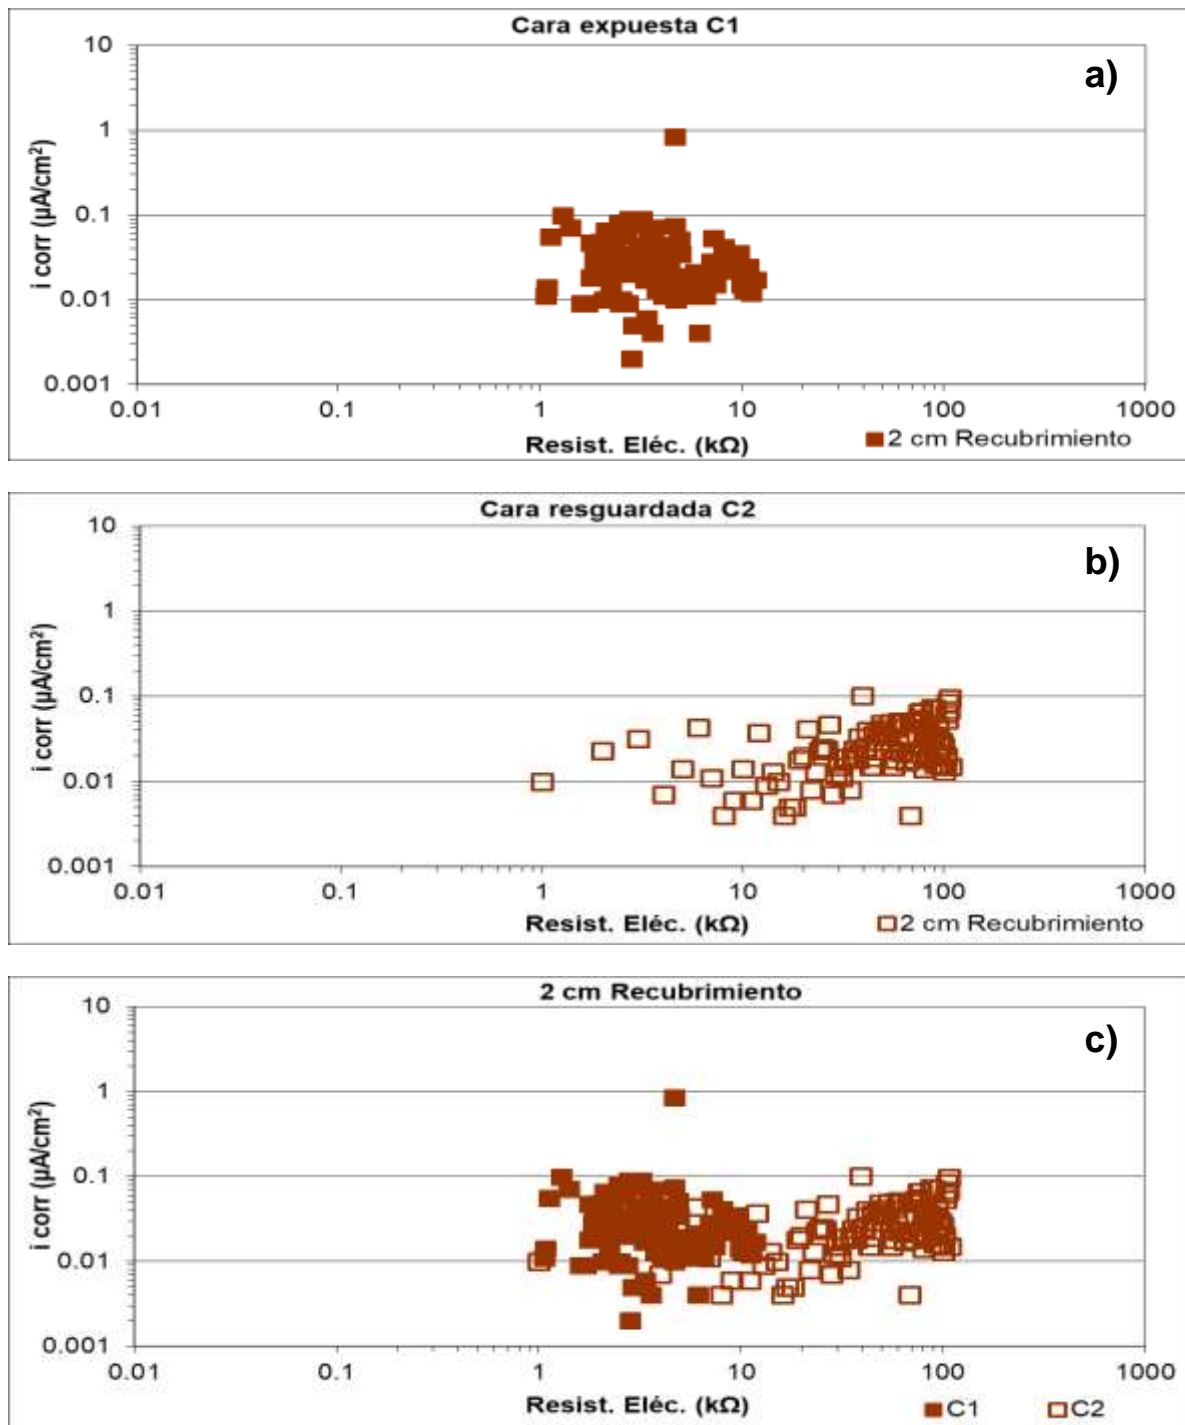 Cara expuesta C1
a)
10
1
0.1
0.01
0.001
i corr (µA/cm²)
0.01 0.1 1 10 100 1000
Resist. Eléc. (kΩ)
2 cm Recubrimiento
Cara resguardada C2
b)
10
1
0.1
0.01
0.001
i corr (µA/cm²)
0.01 0.1 1 10 100 1000
Resist. Eléc. (kΩ)
2 cm Recubrimiento
2 cm Recubrimiento
c)
10
1
0.1
0.01
0.001
i corr (µA/cm²)
0.01 0.1 1 10 100 1000
Resist. Eléc. (kΩ)
C1 C2